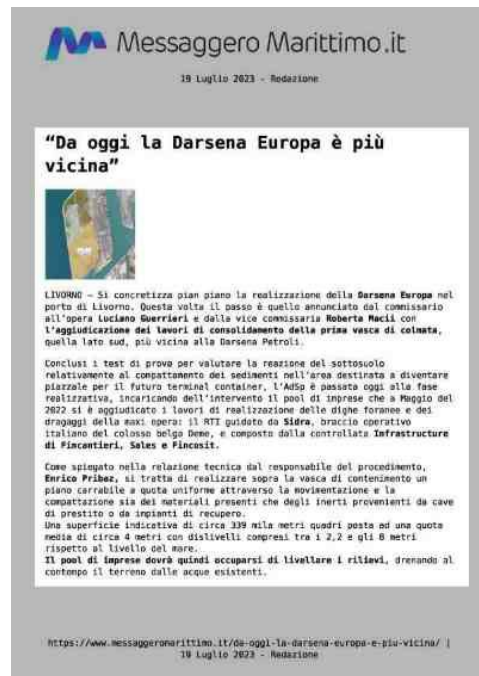 Messaggero Marittimo.it
19 Luglio 2023 - Redazione
“Da oggi la Darsena Europa è più
vicina”
LIVORNO – Si concretizza pian piano la realizzazione della Darsena Europa nel
porto di Livorno. Questa volta il passo è quello annunciato dal commissario
all'opera Luciano Guerrieri e dalla vice commissaria Roberta Macii con
l'aggiudicazione dei lavori di consolidamento della prima vasca di colmata,
quella lato sud, più vicina alla Darsena Petroli.
Conclusi i test di prova per valutare la reazione del sottosuolo
relativamente al compattamento dei sedimenti nell'area destinata a diventare
piazzale per il futuro terminal container, l'AdSp è passata oggi alla fase
realizzativa, incaricando dell'intervento il pool di imprese che a Maggio del
2022 si è aggiudicato i lavori di realizzazione delle dighe foranee e dei
dragaggi della maxi opera: il RTI guidato da Sidra, braccio operativo
italiano del colosso belga Deme, e composto dalla controllata Infrastructure
di Fincantieri, Sales e Fincosit.
Come spiegato nella relazione tecnica dal responsabile del procedimento,
Enrico Pribaz, si tratta di realizzare sopra la vasca di contenimento un
piano carrabile a quota uniforme attraverso la movimentazione e la
compattazione sia dei materiali presenti che degli inerti provenienti da cave
di prestito o da impianti di recupero.
Una superficie indicativa di circa 339 mila metri quadri posta ad una quota
media di circa 4 metri con dislivelli compresi tra i 2,2 e gli 8 metri
rispetto al livello del mare.
Il pool di imprese dovrà quindi occuparsi di livellare i rilievi, drenando al
contempo il terreno dalle acque esistenti.
https://www.messaggeromarittimo.it/da-oggi-la-darsena-europa-e-piu-vicina/ |
19 Luglio 2023 - Redazione